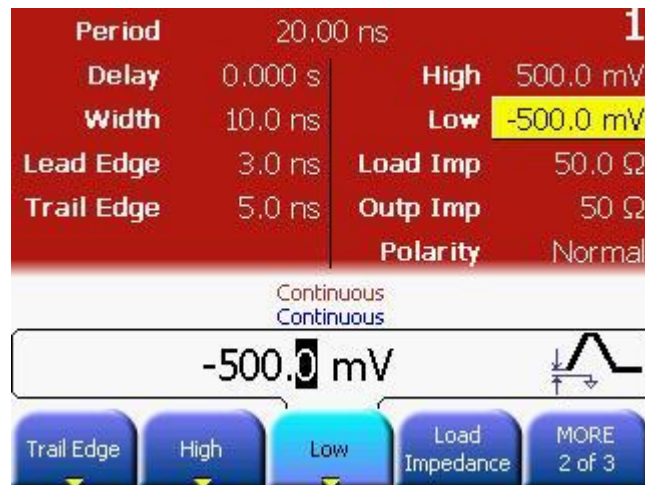 Period 20.00 ns 1
Delay 0.000 s High 500.0 mV
Width 10.0 ns Low -500.0 mV
Lead Edge 3.0 ns Load Imp 50.0 Ω
Trail Edge 5.0 ns Outp Imp 50 Ω
Polarity Normal
Continuous
Continuous
-500.0 mV
Trail Edge High Low Load Impedance MORE 2 of 3